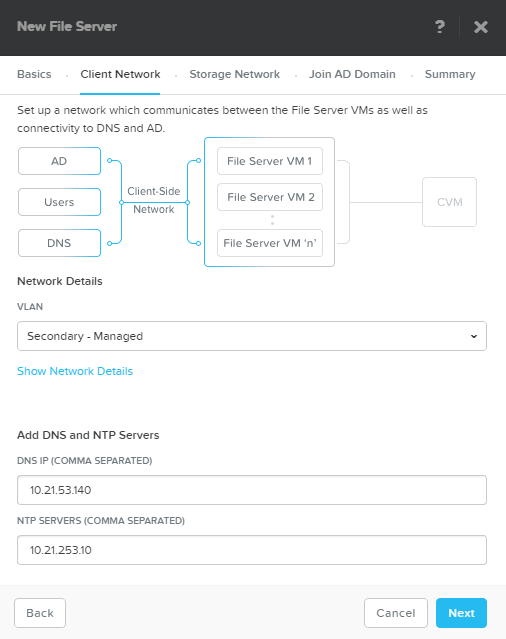 New File Server
?
Basics · Client Network · Storage Network · Join AD Domain · Summary
Set up a network which communicates between the File Server VMs as well as
connectivity to DNS and AD.
AD
Users
DNS
Client-Side
Network
File Server VM 1
File Server VM 2
File Server VM 'n'
CVM
Network Details
VLAN
Secondary - Managed
Show Network Details
Add DNS and NTP Servers
DNS IP (COMMA SEPARATED)
10.21.53.140
NTP SERVERS (COMMA SEPARATED)
10.21.253.10
Back
Cancel
Next